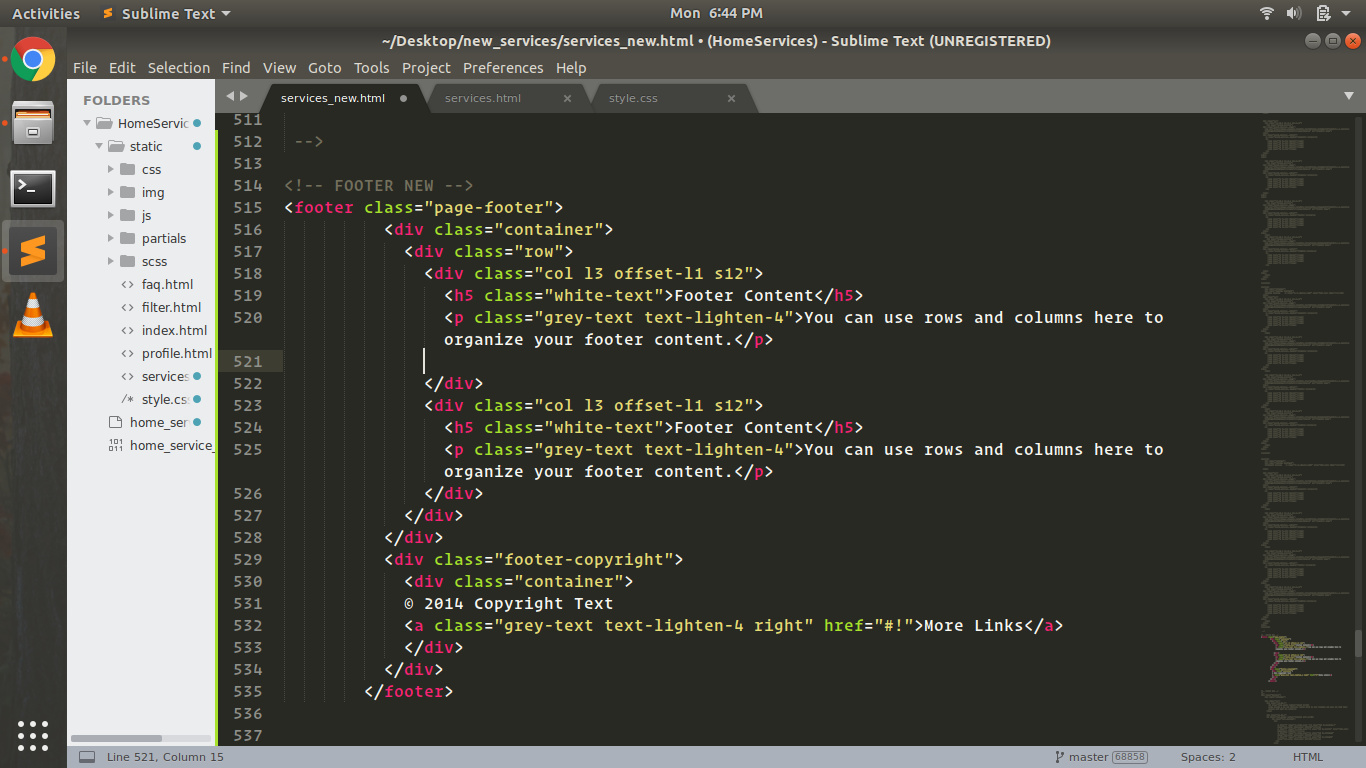 Activities
Sublime Text
Mon 6:44 PM
~/Desktop/new_services/services_new.html • (HomeServices) - Sublime Text (UNREGISTERED)
File Edit Selection Find View Goto Tools Project Preferences Help
FOLDERS
HomeServic
static
css
img
js
partials
scss
faq.html
filter.html
index.html
profile.html
services
style.cs
home_ser
home_service_
services_new.html
services.html
style.css
511
512 -->
513
514 <!-- FOOTER NEW -->
515 <footer class="page-footer">
516 <div class="container">
517 <div class="row">
518 <div class="col l3 offset-l1 s12">
519 <h5 class="white-text">Footer Content</h5>
520 <p class="grey-text text-lighten-4">You can use rows and columns here to
organize your footer content.</p>
521
522 </div>
523 <div class="col l3 offset-l1 s12">
524 <h5 class="white-text">Footer Content</h5>
525 <p class="grey-text text-lighten-4">You can use rows and columns here to
organize your footer content.</p>
526 </div>
527 </div>
528 </div>
529 <div class="footer-copyright">
530 <div class="container">
531 © 2014 Copyright Text
532 <a class="grey-text text-lighten-4 right" href="#!">More Links</a>
533 </div>
534 </div>
535 </footer>
536
537
Line 521, Column 15
master 68858
Spaces: 2
HTML